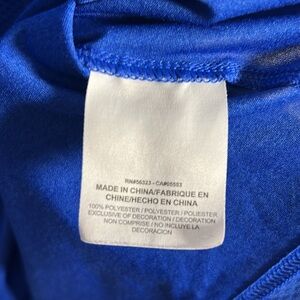 RN#56323 - CA#05553
MADE IN CHINA/FABRIQUE EN
CHINE/HECHO EN CHINA
100% POLYESTER / POLYESTER / POLIESTER
EXCLUSIVE OF DECORATION / DECORATION
NON COMPRISE / NO INCLUYE LA
DECORACION